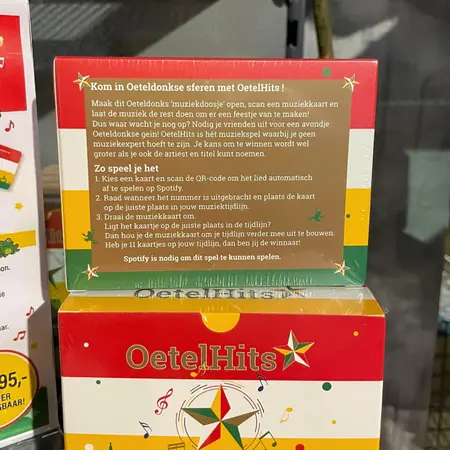 Kom in Oeteldonkse sferen met OetelHits !
Maak dit Oeteldonks 'muziekdoosje' open, scan een muziekkaart en
laat de muziek de rest doen om er een feestje van te maken!
Dus waar wacht je nog op? Nodig je vrienden uit voor een avondje
Oeteldonkse gein! OetelHits is hét muziekspel waarbij je geen
muziekexpert hoeft te zijn. Je kans om te winnen wordt wel
groter als je ook de artiest en titel kunt noemen.
Zo speel je het
1. Kies een kaart en scan de QR-code om het lied automatisch
af te spelen op Spotify.
2. Raad wanneer het nummer is uitgebracht en plaats de kaart
op de juiste plaats in jouw muziektijdlijn.
3. Draai de muziekkaart om.
Ligt het kaartje op de juiste plaats in de tijdlijn?
Dan hou je de muziekkaart om je tijdlijn verder mee uit te bouwen.
Heb je 11 kaartjes op jouw tijdlijn, dan ben jij de winnaar!
Spotify is nodig om dit spel te kunnen spelen.
OetelHits
OetelHits
95,-
ER
BAAR!